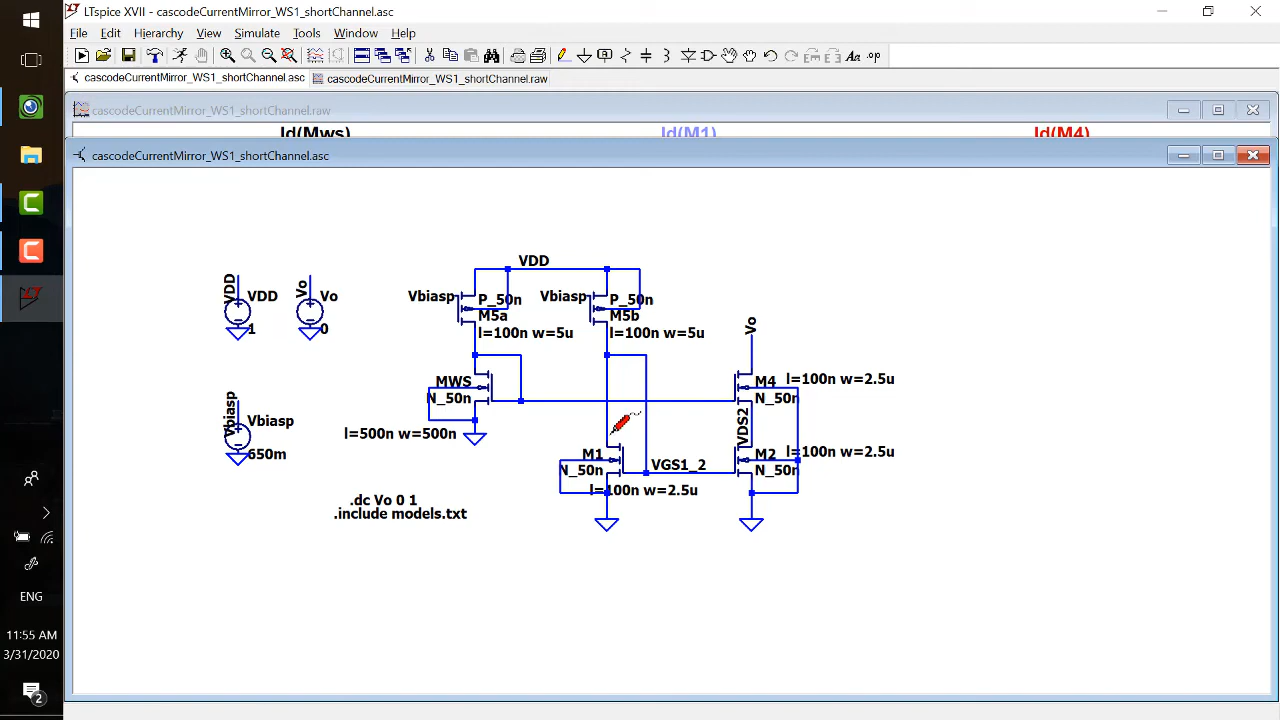 LTspice XVII - cascodeCurrentMirror_WS1_shortChannel.asc
File Edit Hierarchy View Simulate Tools Window Help
cascodeCurrentMirror_WS1_shortChannel.asc cascodeCurrentMirror_WS1_shortChannel.raw
cascodeCurrentMirror_WS1_shortChannel.raw
Id(Mws) Id(M1) Id(M4)
cascodeCurrentMirror_WS1_shortChannel.asc
VDD
VDD
VDD
1
Vo
Vo
0
Vbiasp
P_50n
M5a
l=100n w=5u
Vbiasp
P_50n
M5b
l=100n w=5u
Vo
MWS
N_50n
l=500n w=500n
M4
N_50n
l=100n w=2.5u
Vbiasp
Vbiasp
650m
VDS2
M1
N_50n
l=100n w=2.5u
VGS1_2
M2
N_50n
l=100n w=2.5u
.dc Vo 0 1
.include models.txt
ENG
11:55 AM
3/31/2020
2